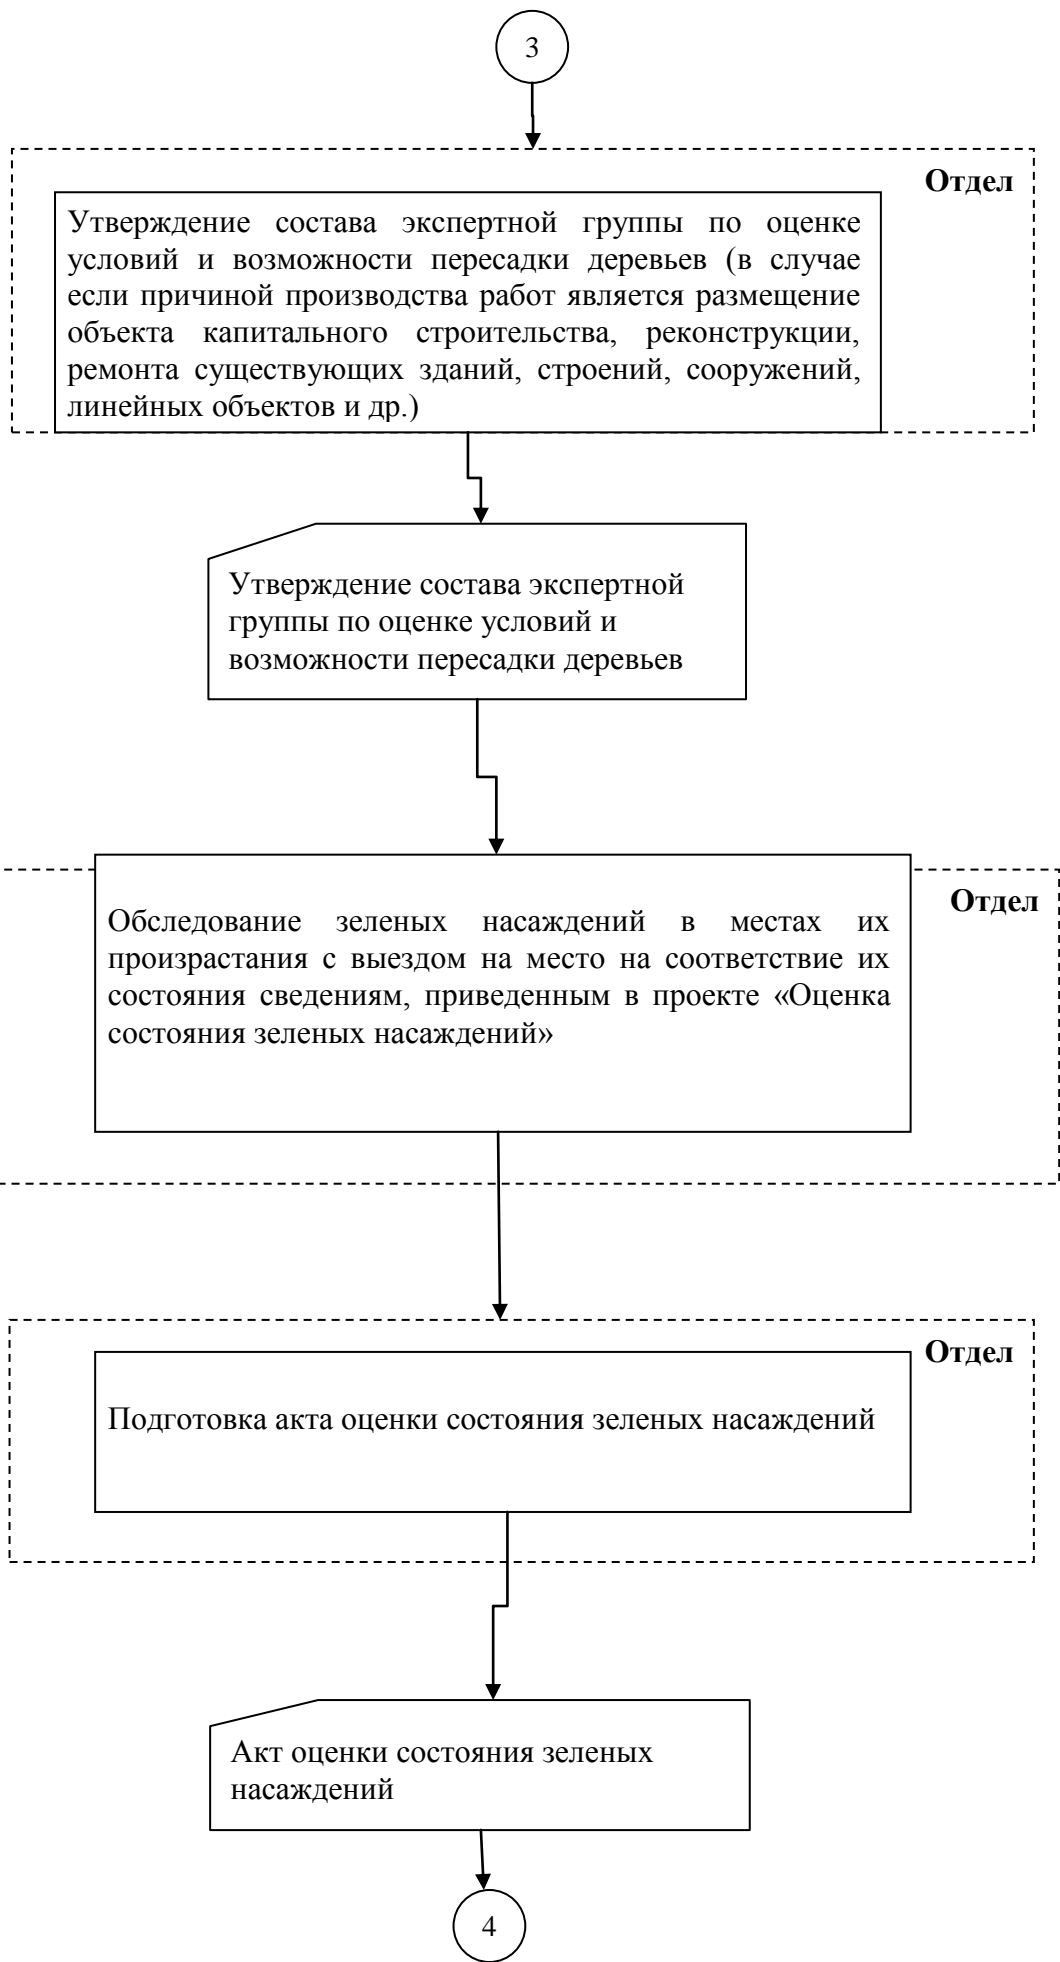 3
Отдел
Утверждение состава экспертной группы по оценке
условий и возможности пересадки деревьев (в случае
если причиной производства работ является размещение
объекта капитального строительства, реконструкции,
ремонта существующих зданий, строений, сооружений,
линейных объектов и др.)
Утверждение состава экспертной
группы по оценке условий и
возможности пересадки деревьев
Отдел
Обследование зеленых насаждений в местах их
произрастания с выездом на место на соответствие их
состояния сведениям, приведенным в проекте «Оценка
состояния зеленых насаждений»
Отдел
Подготовка акта оценки состояния зеленых насаждений
Акт оценки состояния зеленых
насаждений
4